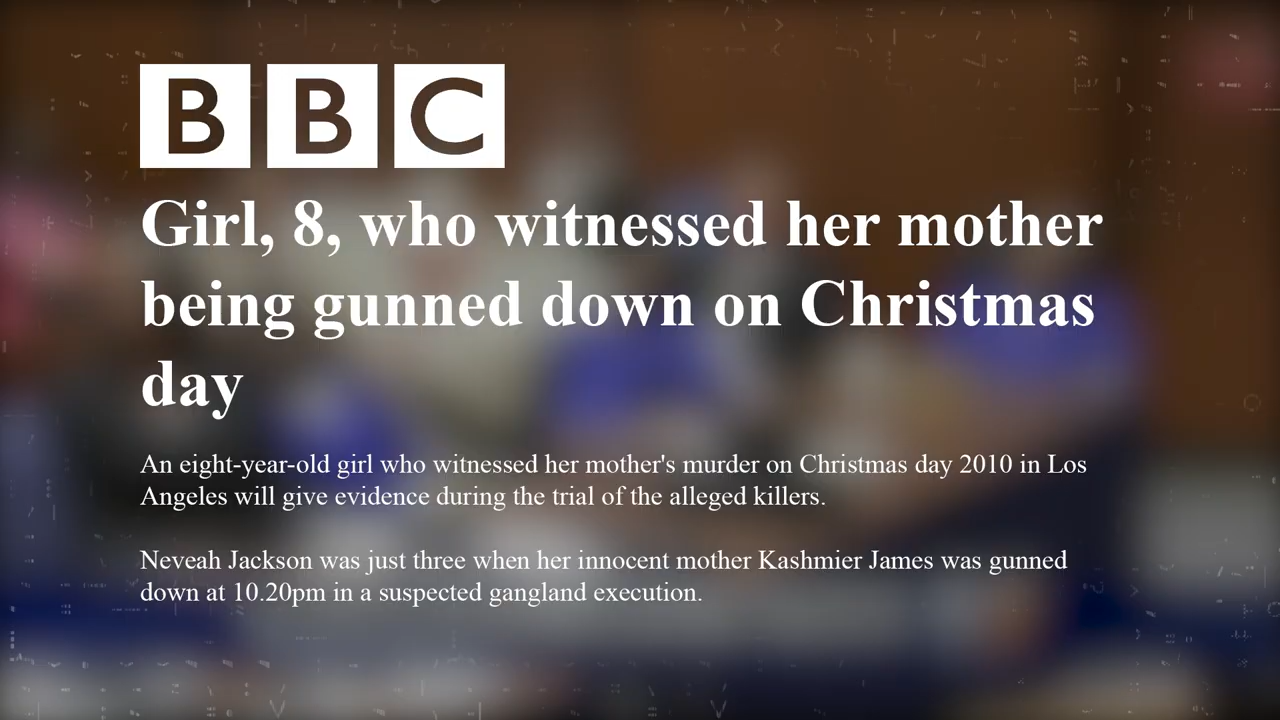 BBC
Girl, 8, who witnessed her mother
being gunned down on Christmas
day
An eight-year-old girl who witnessed her mother's murder on Christmas day 2010 in Los
Angeles will give evidence during the trial of the alleged killers.
Neveah Jackson was just three when her innocent mother Kashmier James was gunned
down at 10.20pm in a suspected gangland execution.